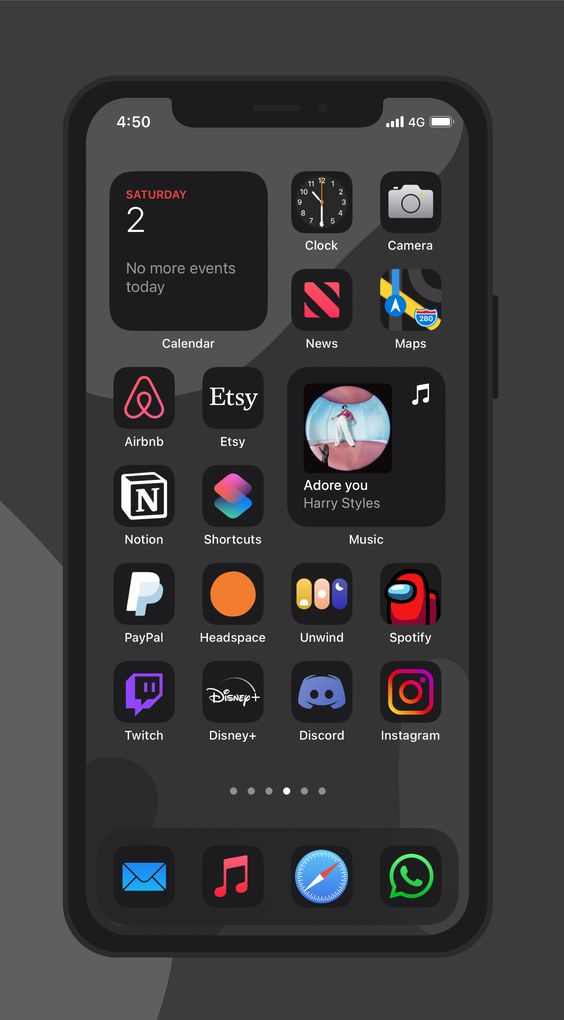 4:50
4G
SATURDAY
2
No more events
today
Calendar
12
1
2
3
4
5
6
7
8
9
10
11
Clock
Camera
News
280
Maps
Airbnb
Etsy
Etsy
Adore you
Harry Styles
Music
N
Notion
Shortcuts
P
PayPal
Headspace
Unwind
Spotify
Twitch
Disney+
Disney+
Discord
Instagram